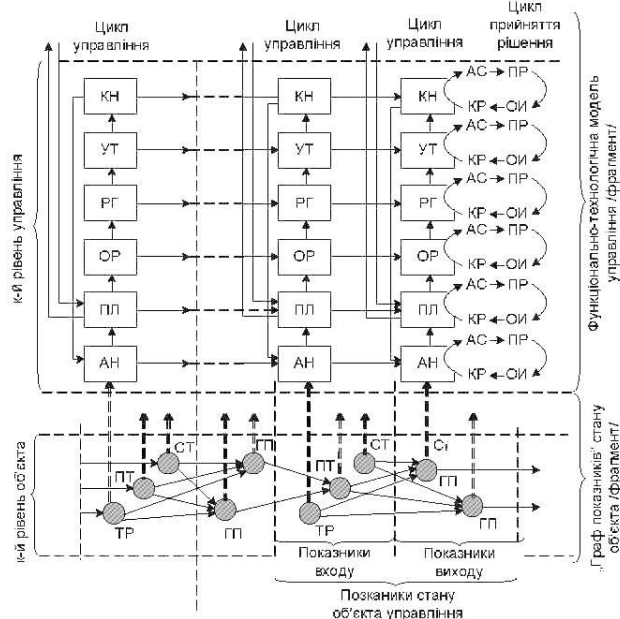 Цикл
управління
Цикл
управління
Цикл
управління
Цикл
прийняття
рішення
КН
КН
КН
АС
ПР
КР
ОИ
УТ
УТ
УТ
АС
ПР
КР
ОИ
РГ
РГ
РГ
АС
ПР
КР
ОИ
ОР
ОР
ОР
АС
ПР
КР
ОИ
ПЛ
ПЛ
ПЛ
АС
ПР
КР
ОИ
АН
АН
АН
АС
ПР
КР
ОИ
к-й рівень управління
Функціонально-технологічна модель
управління /фрагмент/
к-й рівень об'єкта
„Граф показників" стану
об'єкта /фрагмент/
СТ
ГП
СТ
Ст
ПТ
ПТ
ГП
ТР
ГП
ТР
ГП
Показники
входу
Показники
виходу
Позканики стану
об'єкта управління